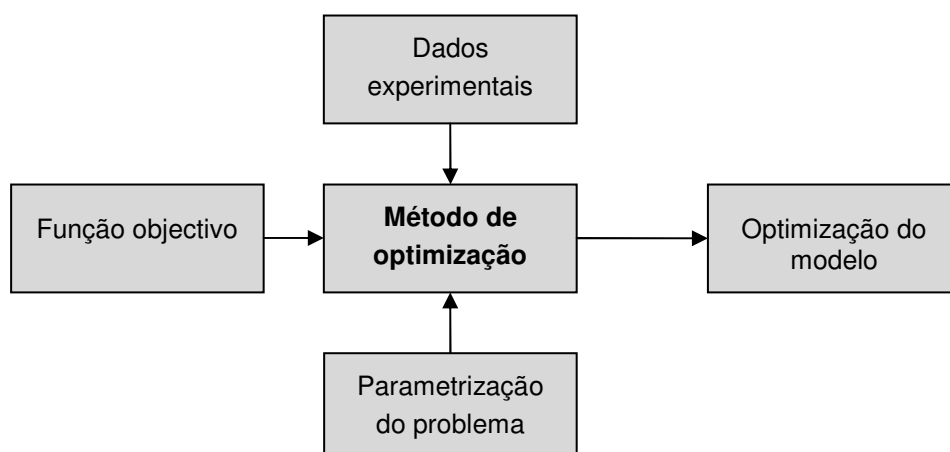 Dados
experimentais
Função objectivo
Método de
optimização
Optimização do
modelo
Parametrização
do problema